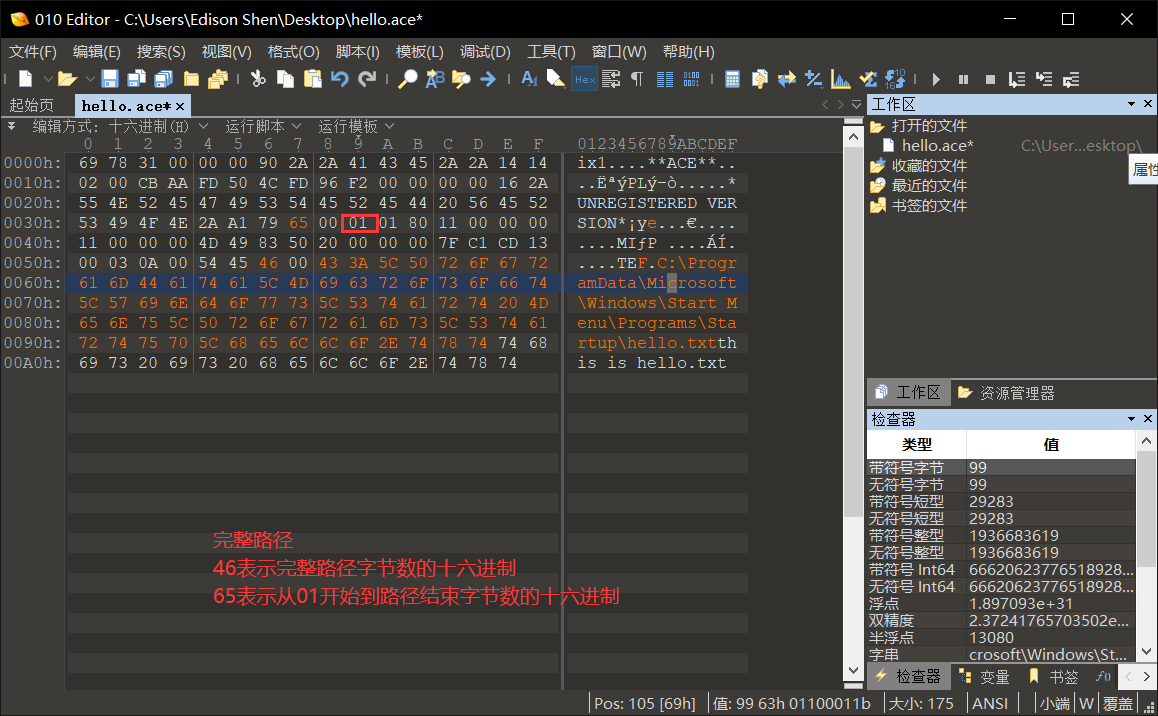 010 Editor - C:\Users\Edison Shen\Desktop\hello.ace*
文件(F) 编辑(E) 搜索(S) 视图(V) 格式(O) 脚本(I) 模板(L) 调试(D) 工具(T) 窗口(W) 帮助(H)
起始页 hello.ace* ×
编辑方式: 十六进制(H) 运行脚本 运行模板
0 1 2 3 4 5 6 7 8 9 A B C D E F 0123456789ABCDEF
0000h: 69 78 31 00 00 00 90 2A 2A 41 43 45 2A 2A 14 14 ix1....**ACE**..
0010h: 02 00 CB AA FD 50 4C FD 96 F2 00 00 00 00 16 2A ..ËªýPLý–ò.....*
0020h: 55 4E 52 45 47 49 53 54 45 52 45 44 20 56 45 52 UNREGISTERED VER
0030h: 53 49 4F 4E 2A A1 79 65 00 01 01 80 11 00 00 00 SION*¡ye...€....
0040h: 11 00 00 00 4D 49 83 50 20 00 00 00 7F C1 CD 13 ....MIƒP ....ÁÍ.
0050h: 00 03 0A 00 54 45 46 00 43 3A 5C 50 72 6F 67 72 ....TEF.C:\Progr
0060h: 61 6D 44 61 74 61 5C 4D 69 63 72 6F 73 6F 66 74 amData\Microsoft
0070h: 5C 57 69 6E 64 6F 77 73 5C 53 74 61 72 74 20 4D \Windows\Start M
0080h: 65 6E 75 5C 50 72 6F 67 72 61 6D 73 5C 53 74 61 enu\Programs\Sta
0090h: 72 74 75 70 5C 68 65 6C 6C 6F 2E 74 78 74 74 68 rtup\hello.txtth
00A0h: 69 73 20 69 73 20 68 65 6C 6C 6F 2E 74 78 74 is is hello.txt
完整路径
46表示完整路径字节数的十六进制
65表示从01开始到路径结束字节数的十六进制
工作区
打开的文件
hello.ace* C:\User...esktop\
收藏的文件
最近的文件
书签的文件
属性
工作区 资源管理器
检查器
类型 值
带符号字节 99
无符号字节 99
带符号短型 29283
无符号短型 29283
带符号整型 1936683619
无符号整型 1936683619
带符号 Int64 66620623776518928...
无符号 Int64 66620623776518928...
浮点 1.897093e+31
双精度 2.37241765703502e...
半浮点 13080
字串 crosoft\Windows\St...
检查器 变量 书签 f()
Pos: 105 [69h] 值: 99 63h 01100011b 大小: 175 ANSI 小端 W 覆盖